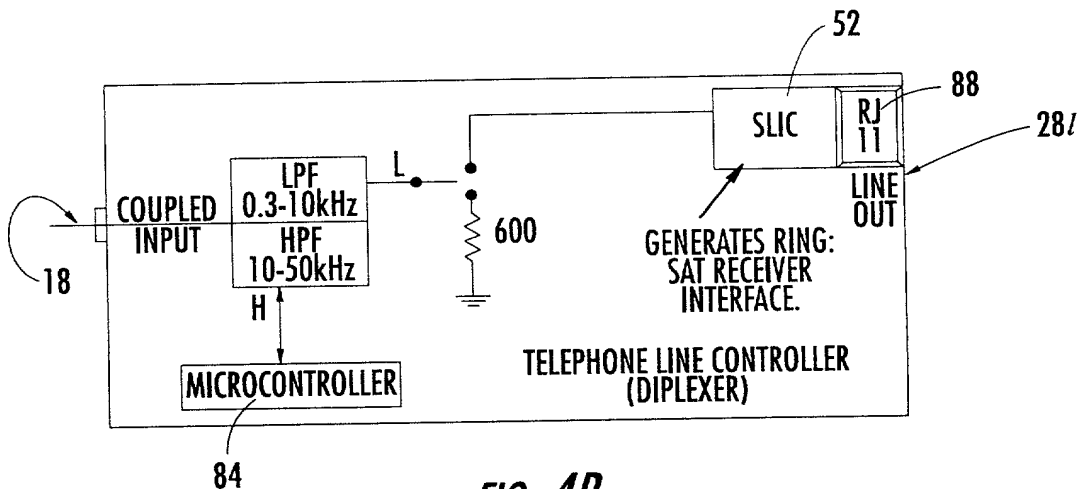 52
88
28l
SLIC
RJ
11
LINE
OUT
L
LPF
0.3-10kHz
HPF
10-50kHz
COUPLED
INPUT
600
GENERATES RING:
SAT RECEIVER
INTERFACE.
18
H
MICROCONTROLLER
TELEPHONE LINE CONTROLLER
(DIPLEXER)
84